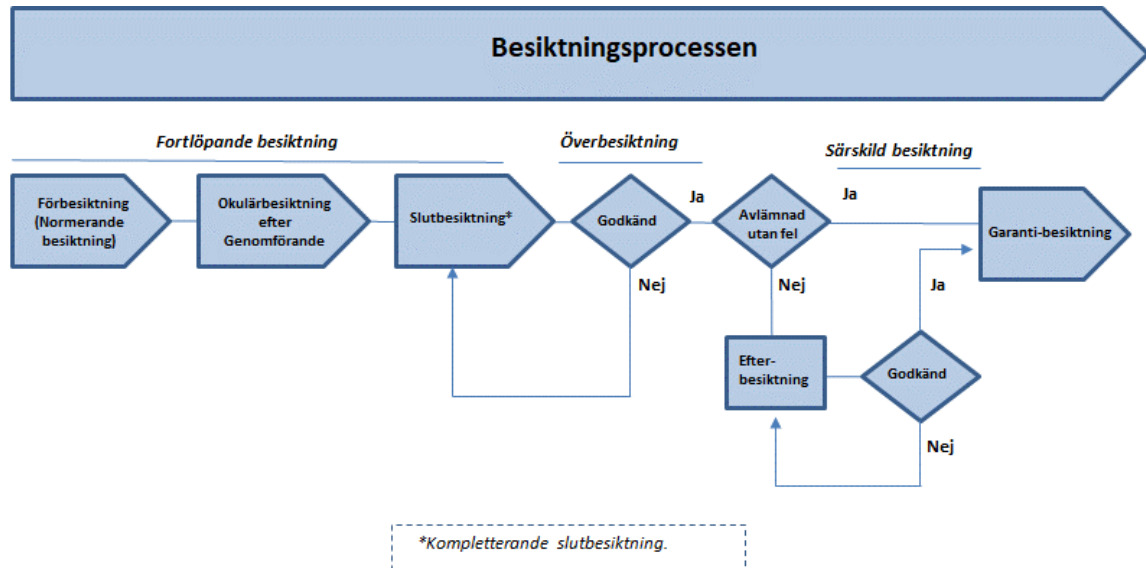 Besiktningsprocessen
Fortlöpande besiktning
Överbesiktning
Särskild besiktning
Förbesiktning
(Normerande
besiktning)
Okulärbesiktning
efter
Genomförande
Slutbesiktning*
Godkänd
Ja
Avlämnad
utan fel
Ja
Garanti-besiktning
Nej
Nej
Ja
Efter-
besiktning
Godkänd
Nej
*Kompletterande slutbesiktning.